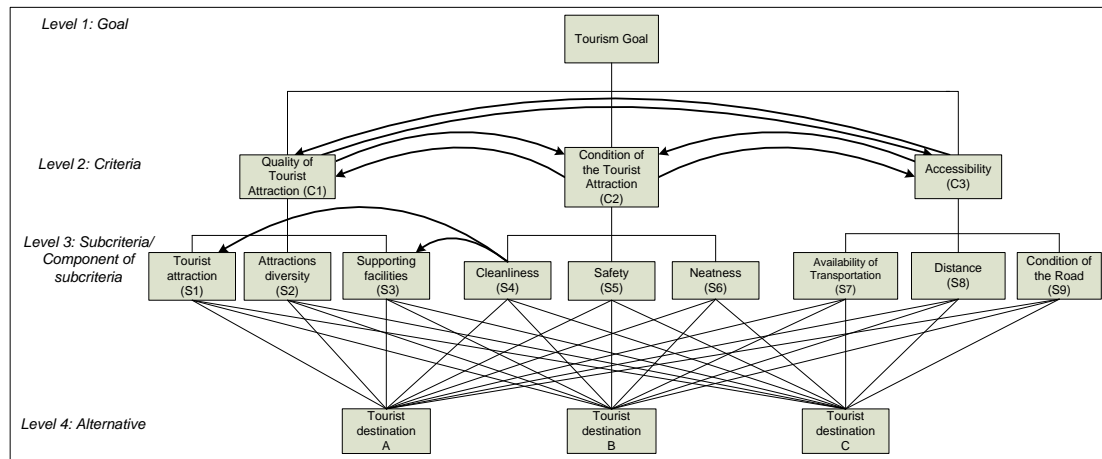 Level 1: Goal
Tourism Goal
Level 2: Criteria
Quality of
Tourist
Attraction (C1)
Condition of
the Tourist
Attraction
(C2)
Accessibility
(C3)
Level 3: Subcriteria/
Component of
subcriteria
Tourist
attraction
(S1)
Attractions
diversity
(S2)
Supporting
facilities
(S3)
Cleanliness
(S4)
Safety
(S5)
Neatness
(S6)
Availability of
Transportation
(S7)
Distance
(S8)
Condition of
the Road
(S9)
Level 4: Alternative
Tourist
destination
A
Tourist
destination
B
Tourist
destination
C